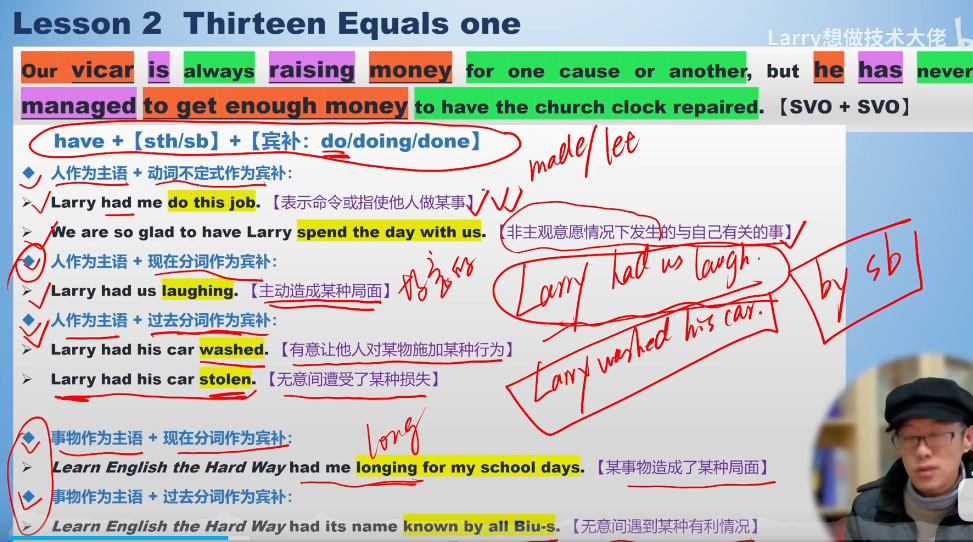 Lesson 2 Thirteen Equals one
Larry想做技术大佬
Our vicar is always raising money for one cause or another, but he has never
managed to get enough money to have the church clock repaired. 【SVO + SVO】
have +【sth/sb】+【宾补：do/doing/done】
made/let
人作为主语 + 动词不定式作为宾补：
Larry had me do this job. 【表示命令或指使他人做某事】
We are so glad to have Larry spend the day with us. 【非主观意愿情况下发生的与自己有关的事】
人作为主语 + 现在分词作为宾补：
Larry had us laughing. 【主动造成某种局面】
Larry had us laugh.
by sb
人作为主语 + 过去分词作为宾补：
Larry had his car washed. 【有意让他人对某物施加某种行为】
Larry washed his car.
Larry had his car stolen. 【无意间遭受了某种损失】
long
事物作为主语 + 现在分词作为宾补：
Learn English the Hard Way had me longing for my school days. 【某事物造成了某种局面】
事物作为主语 + 过去分词作为宾补：
Learn English the Hard Way had its name known by all Biu-s. 【无意间遇到某种有利情况】